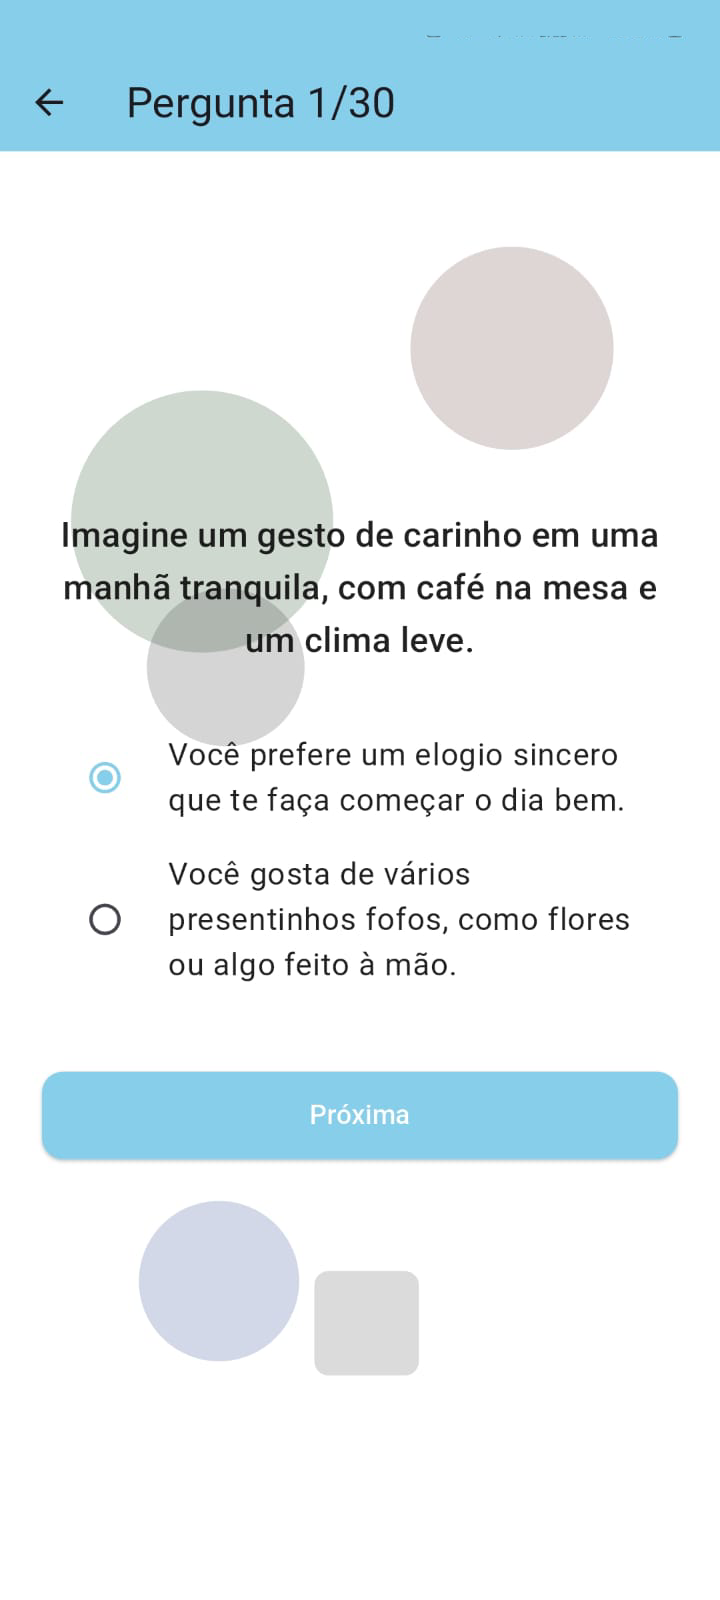 Pergunta 1/30
Imagine um gesto de carinho em uma
manhã tranquila, com café na mesa e
um clima leve.
Você prefere um elogio sincero
que te faça começar o dia bem.
Você gosta de vários
presentinhos fofos, como flores
ou algo feito à mão.
Próxima